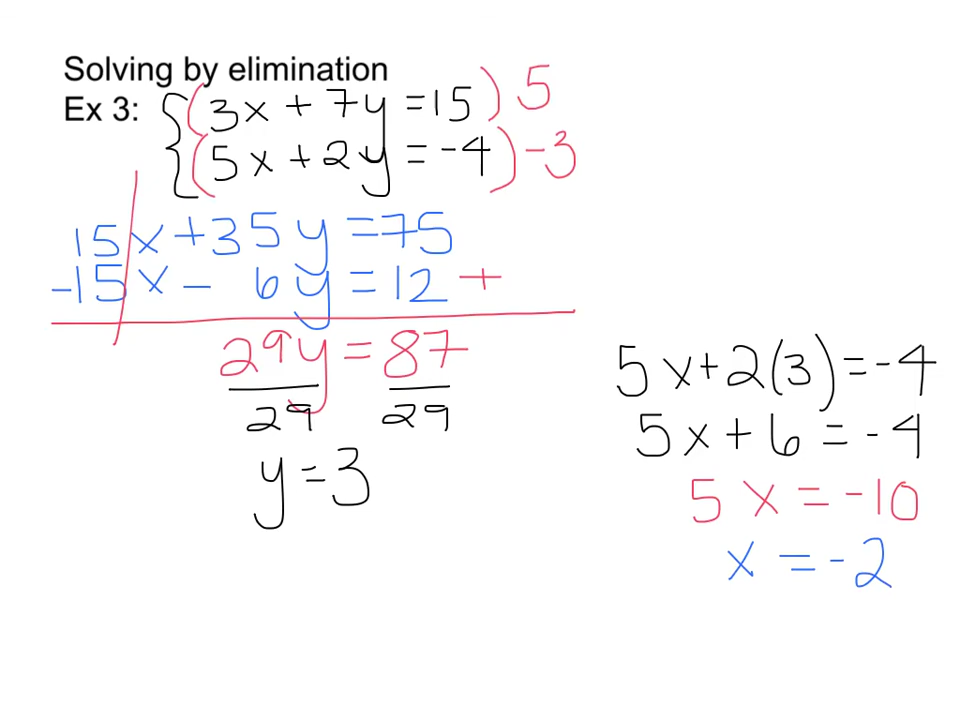 Solving by elimination
Ex 3: { (3x + 7y = 15) 5
(5x + 2y = -4) -3
15x + 35y = 75
-15x - 6y = 12 +
29y = 87
29 29
y = 3
5x + 2(3) = -4
5x + 6 = -4
5x = -10
x = -2